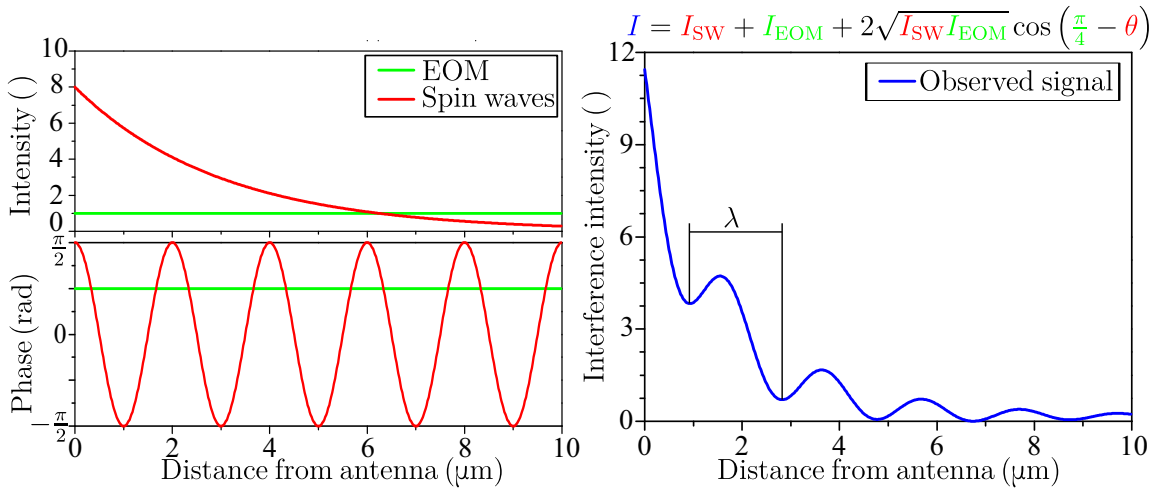 I = I_SW + I_EOM + 2√(I_SW I_EOM) cos (π/4 − θ)
10
8
6
4
2
0
Intensity ( )
EOM
Spin waves
π/2
0
−π/2
Phase (rad)
0 2 4 6 8 10
Distance from antenna (μm)
12
9
6
3
0
Interference intensity ( )
Observed signal
λ
0 2 4 6 8 10
Distance from antenna (μm)